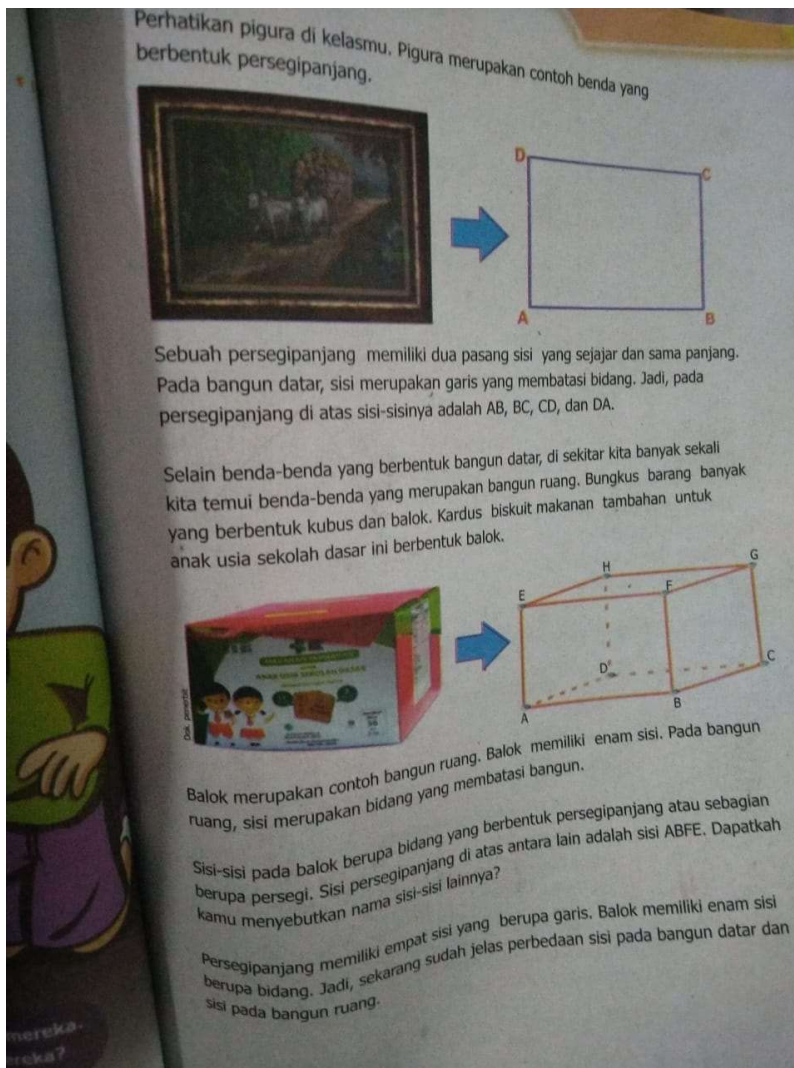 Perhatikan pigura di kelasmu. Pigura merupakan contoh benda yang
berbentuk persegipanjang.
D
C
A
B
Sebuah persegipanjang memiliki dua pasang sisi yang sejajar dan sama panjang.
Pada bangun datar, sisi merupakan garis yang membatasi bidang. Jadi, pada
persegipanjang di atas sisi-sisinya adalah AB, BC, CD, dan DA.
Selain benda-benda yang berbentuk bangun datar, di sekitar kita banyak sekali
kita temui benda-benda yang merupakan bangun ruang. Bungkus barang banyak
yang berbentuk kubus dan balok. Kardus biskuit makanan tambahan untuk
anak usia sekolah dasar ini berbentuk balok.
ANAK USIA SEKOLAH DASAR
Dok. penerbit
H
G
E
F
D
C
A
B
Balok merupakan contoh bangun ruang. Balok memiliki enam sisi. Pada bangun
ruang, sisi merupakan bidang yang membatasi bangun.
Sisi-sisi pada balok berupa bidang yang berbentuk persegipanjang atau sebagian
berupa persegi. Sisi persegipanjang di atas antara lain adalah sisi ABFE. Dapatkah
kamu menyebutkan nama sisi-sisi lainnya?
Persegipanjang memiliki empat sisi yang berupa garis. Balok memiliki enam sisi
berupa bidang. Jadi, sekarang sudah jelas perbedaan sisi pada bangun datar dan
sisi pada bangun ruang.
mereka.
ereka?